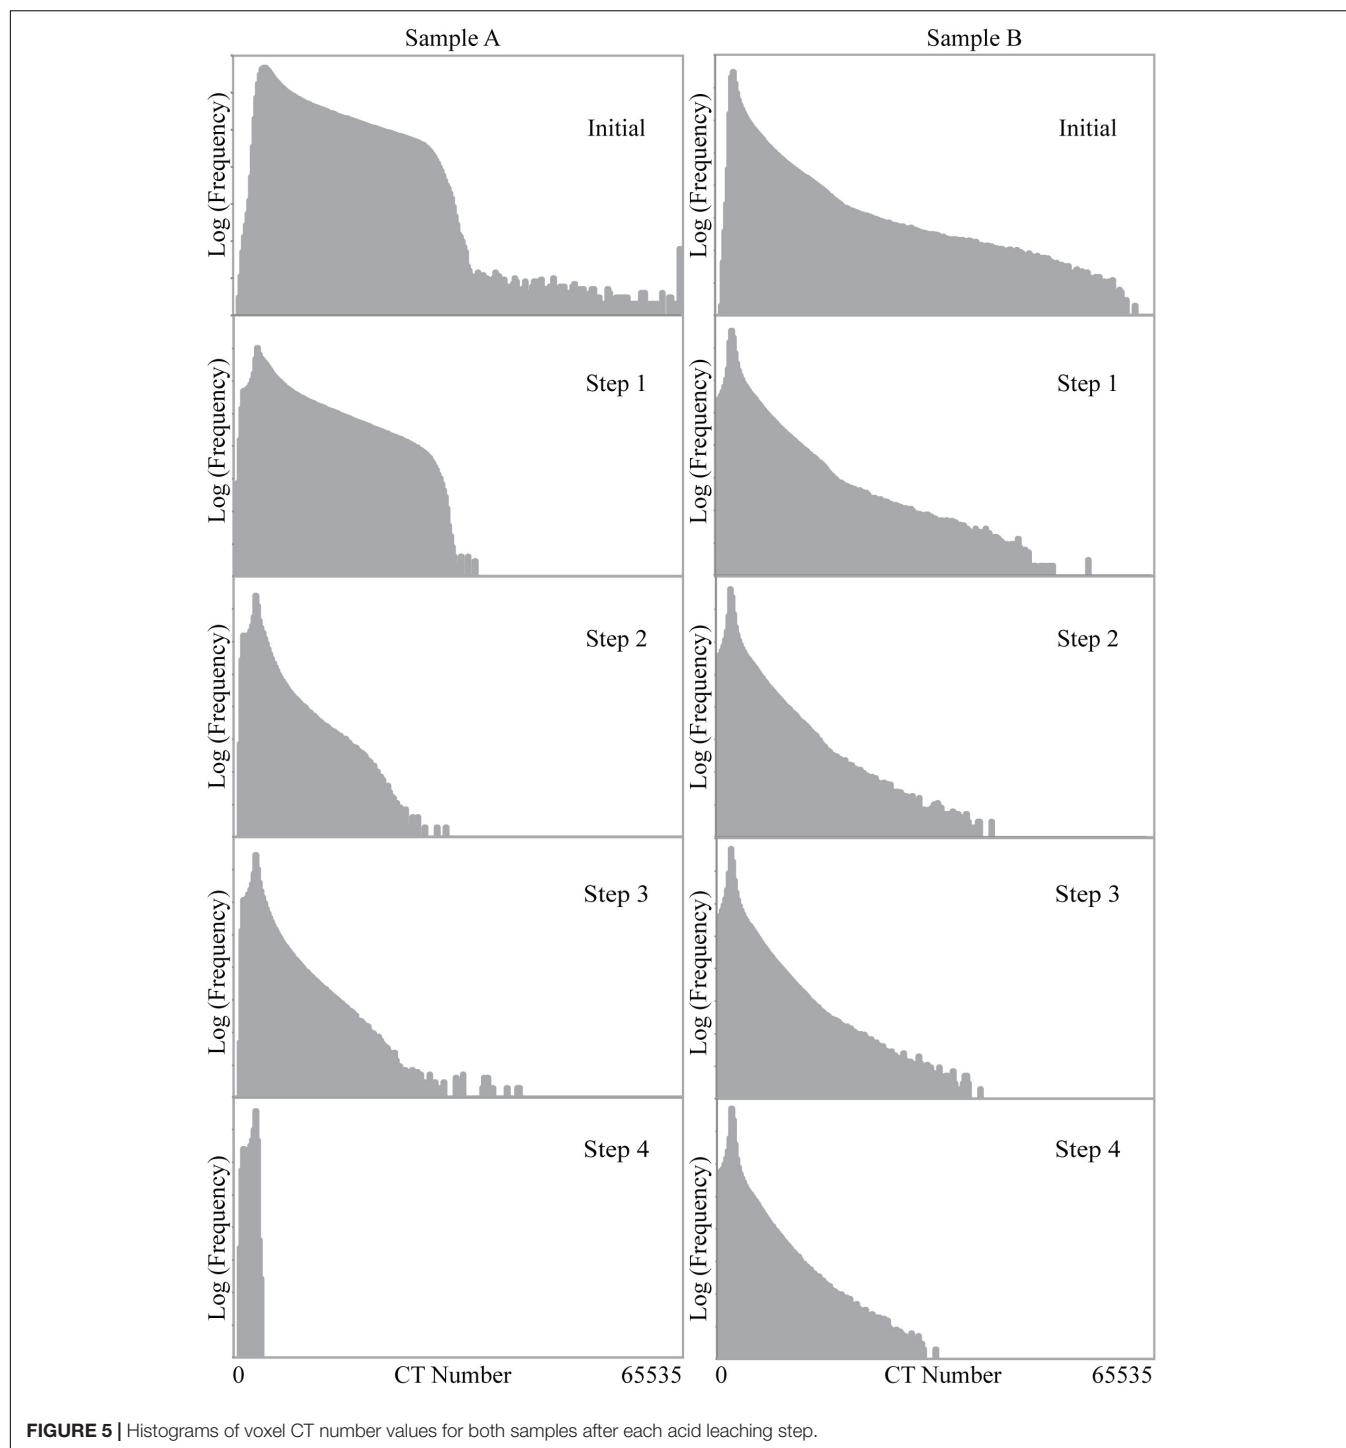 Sample A
Sample B
Log (Frequency)
Initial
Log (Frequency)
Initial
Log (Frequency)
Step 1
Log (Frequency)
Step 1
Log (Frequency)
Step 2
Log (Frequency)
Step 2
Log (Frequency)
Step 3
Log (Frequency)
Step 3
Log (Frequency)
Step 4
Log (Frequency)
Step 4
0 CT Number 65535
0 CT Number 65535
FIGURE 5 | Histograms of voxel CT number values for both samples after each acid leaching step.